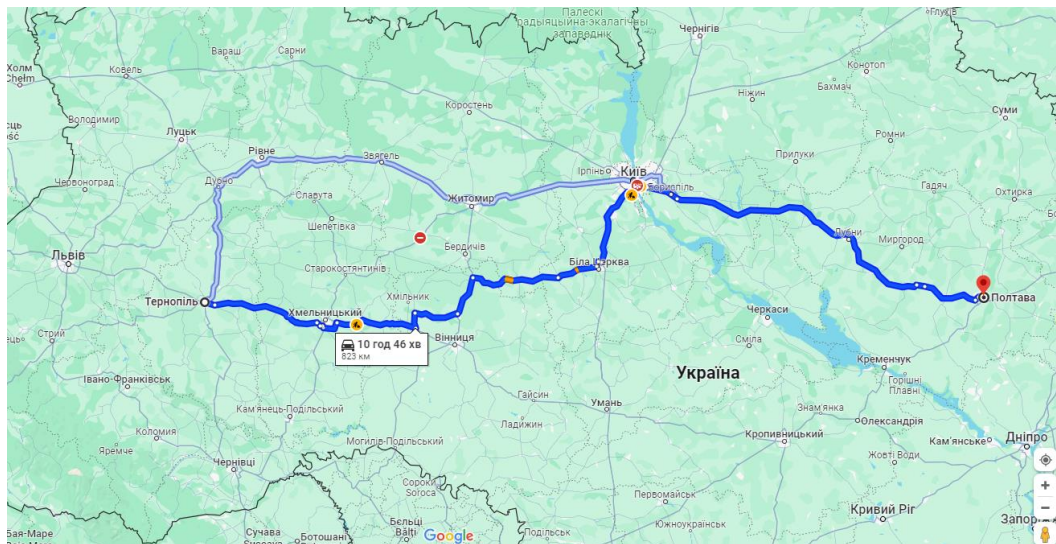 Палескі
радыяцыйна-экалагічны
запаведнік
Глухів
Чернігів
Холм
Chełm
Ковель
Вараш
Сарни
Конотоп
Бахмач
Ніжин
Коростень
Суми
Володимир
Луцьк
Рівне
Звягель
Ромни
Ірпінь
Київ
Прилуки
Бориспіль
Гадяч
Охтирка
Червоноград
Дубно
Славута
Житомир
Шепетівка
Лубни
Миргород
Бердичів
Львів
Старокостянтинів
Біла Церква
Тернопіль
Хмільник
Полтава
Хмельницький
Черкаси
Стрий
Вінниця
10 год 46 хв
823 км
Сміла
Кременчук
Україна
Горішні
Плавні
Івано-Франківськ
Гайсин
Умань
Знам'янка
Кам'янець-Подільський
Ладижин
Олександрія
Коломия
Кропивницький
Кам'янське
Дніпро
Яремче
Могилів-Подільський
Жовті Води
Чернівці
Сороки
Soroca
Первомайськ
Кривий Ріг
Южноукраїнськ
Бая-Маре
Сучава
Suceava
Ботошані
Бєльці
Bălți
Google
Подільськ